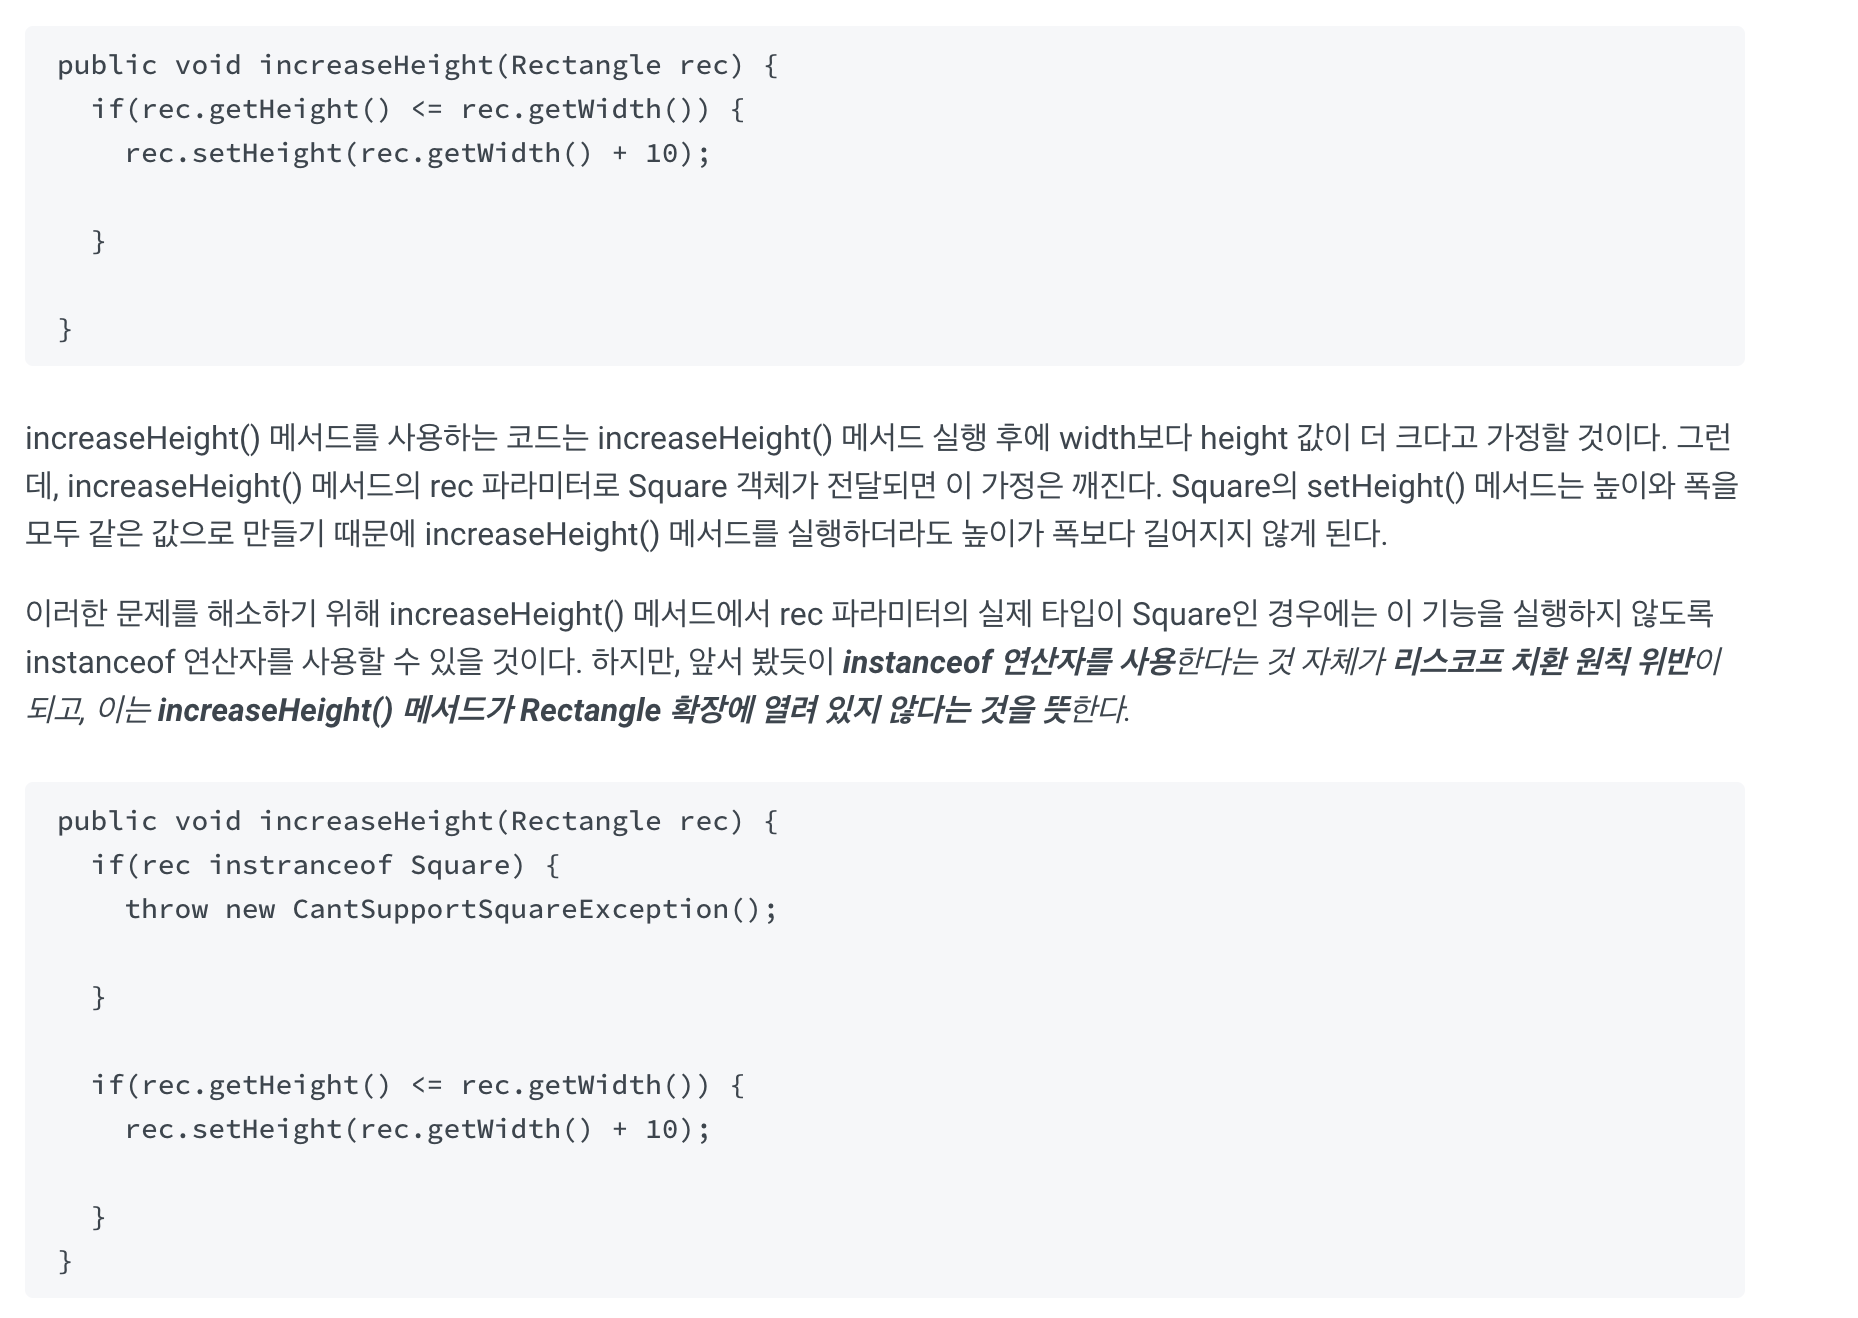 public void increaseHeight(Rectangle rec) {
if(rec.getHeight() <= rec.getWidth()) {
rec.setHeight(rec.getWidth() + 10);
}
}
increaseHeight() 메서드를 사용하는 코드는 increaseHeight() 메서드 실행 후에 width보다 height 값이 더 크다고 가정할 것이다. 그런
데, increaseHeight() 메서드의 rec 파라미터로 Square 객체가 전달되면 이 가정은 깨진다. Square의 setHeight() 메서드는 높이와 폭을
모두 같은 값으로 만들기 때문에 increaseHeight() 메서드를 실행하더라도 높이가 폭보다 길어지지 않게 된다.
이러한 문제를 해소하기 위해 increaseHeight() 메서드에서 rec 파라미터의 실제 타입이 Square인 경우에는 이 기능을 실행하지 않도록
instanceof 연산자를 사용할 수 있을 것이다. 하지만, 앞서 봤듯이 instanceof 연산자를 사용한다는 것 자체가 리스코프 치환 원칙 위반이
되고, 이는 increaseHeight() 메서드가 Rectangle 확장에 열려 있지 않다는 것을 뜻한다.
public void increaseHeight(Rectangle rec) {
if(rec instranceof Square) {
throw new CantSupportSquareException();
}
if(rec.getHeight() <= rec.getWidth()) {
rec.setHeight(rec.getWidth() + 10);
}
}